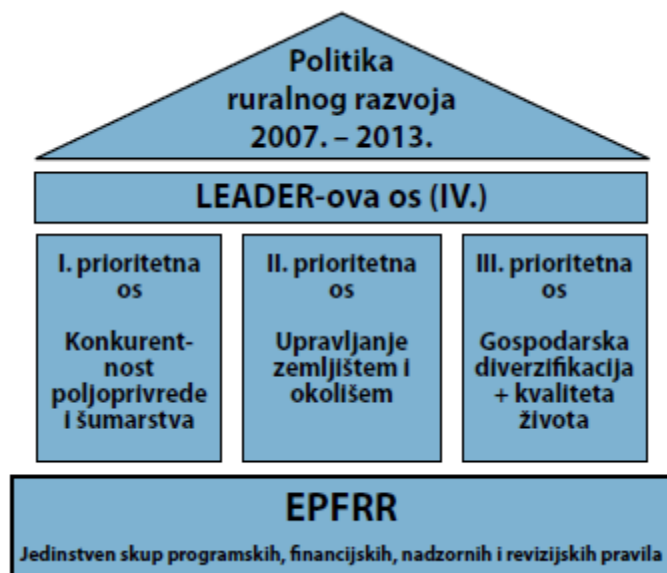 Politika
ruralnog razvoja
2007. – 2013.
LEADER-ova os (IV.)
I. prioritetna
os
Konkurent-
nost
poljoprivrede
i šumarstva
II. prioritetna
os
Upravljanje
zemljištem i
okolišem
III. prioritetna
os
Gospodarska
diverzifikacija
+ kvaliteta
života
EPFRR
Jedinstven skup programskih, financijskih, nadzornih i revizijskih pravila